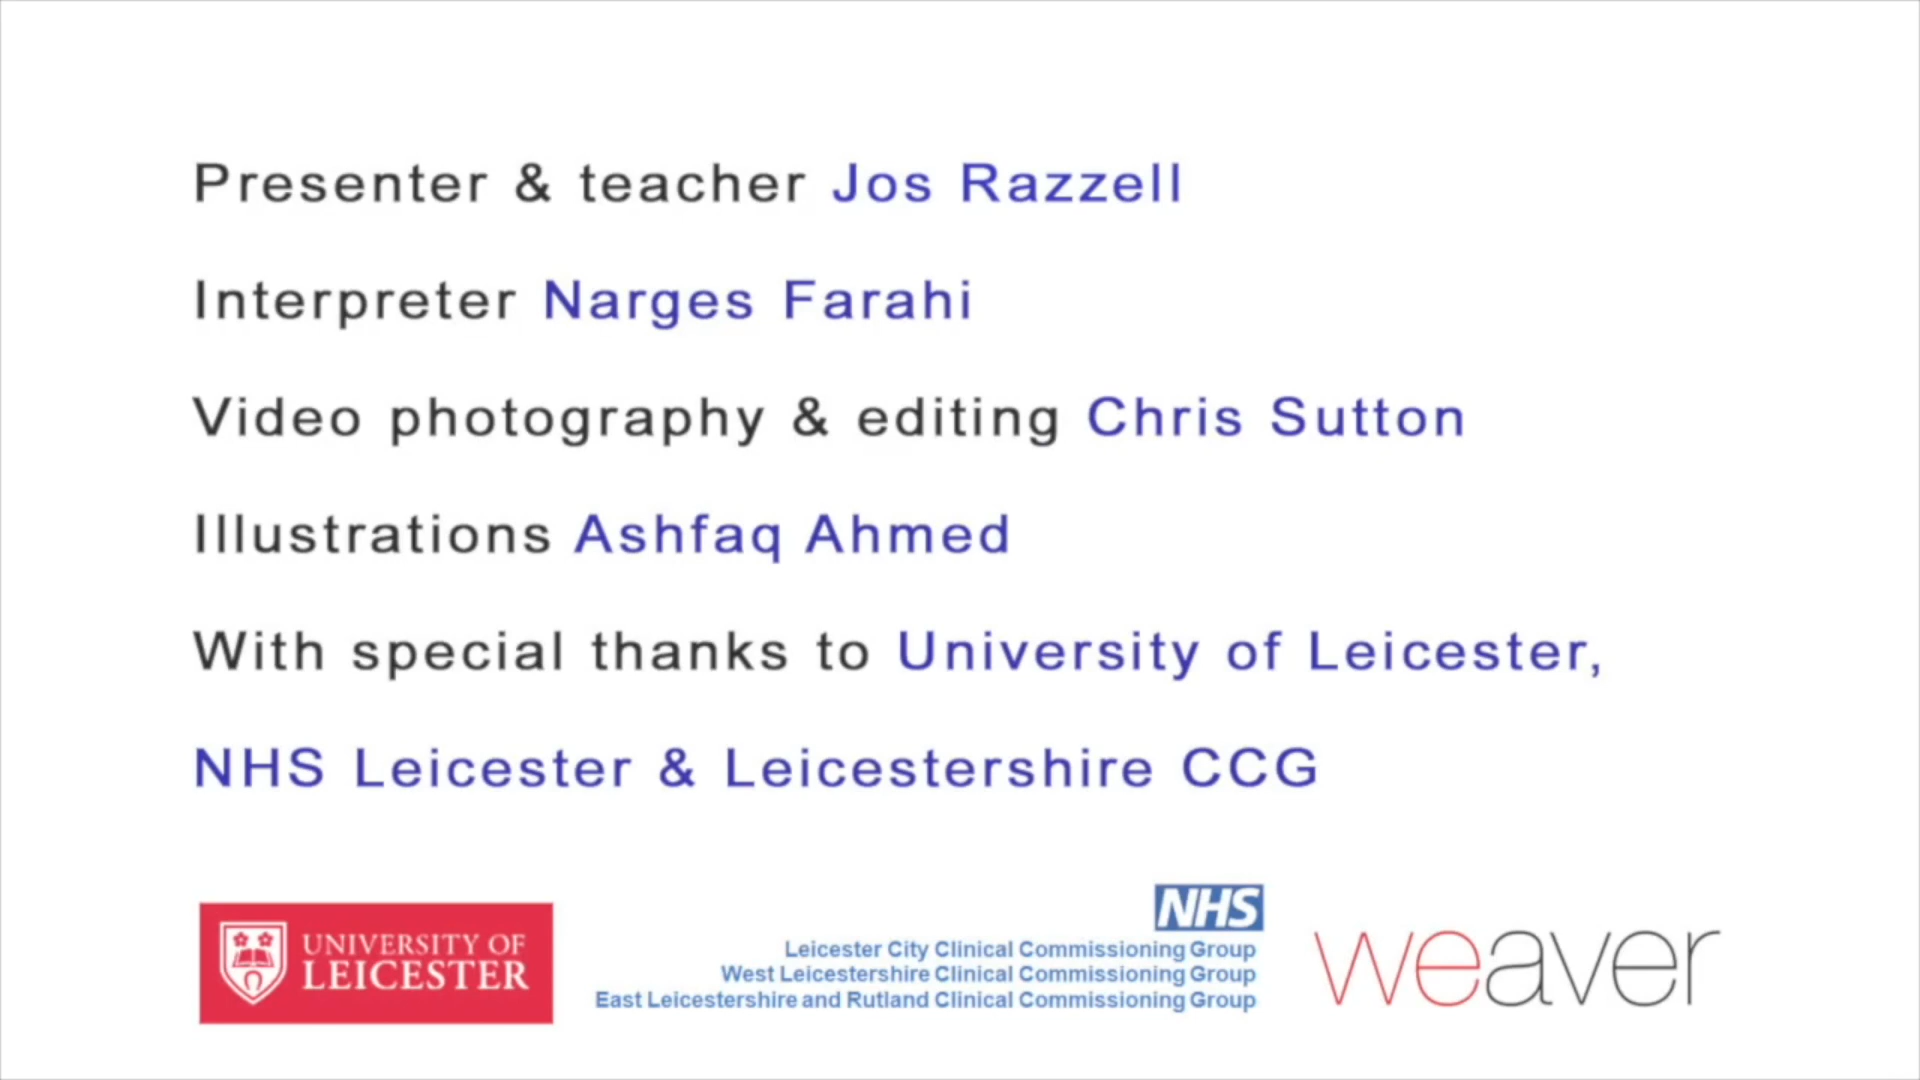 Presenter & teacher Jos Razzell
Interpreter Narges Farahi
Video photography & editing Chris Sutton
Illustrations Ashfaq Ahmed
With special thanks to University of Leicester,
NHS Leicester & Leicestershire CCG
UNIVERSITY OF
LEICESTER
NHS
Leicester City Clinical Commissioning Group
West Leicestershire Clinical Commissioning Group
East Leicestershire and Rutland Clinical Commissioning Group
weaver